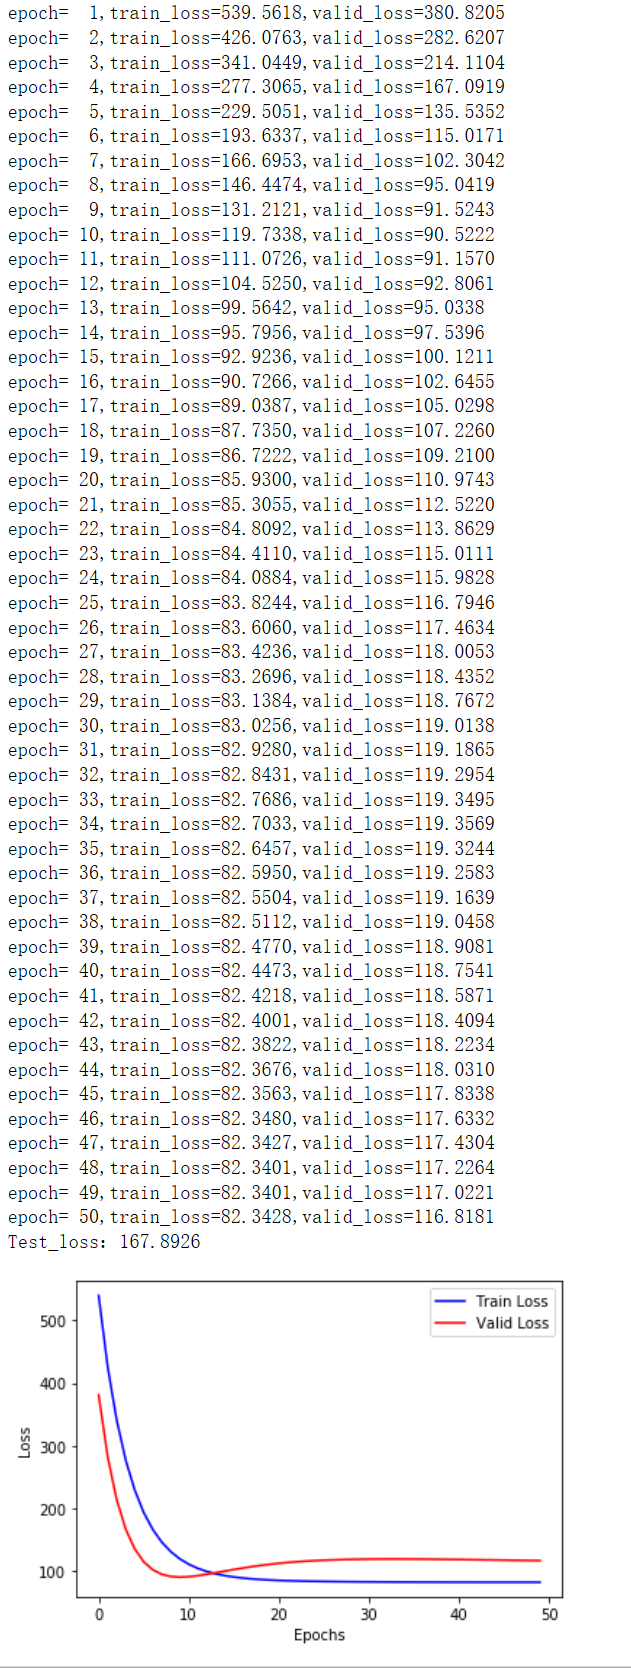 epoch=  1,train_loss=539.5618,valid_loss=380.8205
epoch=  2,train_loss=426.0763,valid_loss=282.6207
epoch=  3,train_loss=341.0449,valid_loss=214.1104
epoch=  4,train_loss=277.3065,valid_loss=167.0919
epoch=  5,train_loss=229.5051,valid_loss=135.5352
epoch=  6,train_loss=193.6337,valid_loss=115.0171
epoch=  7,train_loss=166.6953,valid_loss=102.3042
epoch=  8,train_loss=146.4474,valid_loss=95.0419
epoch=  9,train_loss=131.2121,valid_loss=91.5243
epoch= 10,train_loss=119.7338,valid_loss=90.5222
epoch= 11,train_loss=111.0726,valid_loss=91.1570
epoch= 12,train_loss=104.5250,valid_loss=92.8061
epoch= 13,train_loss=99.5642,valid_loss=95.0338
epoch= 14,train_loss=95.7956,valid_loss=97.5396
epoch= 15,train_loss=92.9236,valid_loss=100.1211
epoch= 16,train_loss=90.7266,valid_loss=102.6455
epoch= 17,train_loss=89.0387,valid_loss=105.0298
epoch= 18,train_loss=87.7350,valid_loss=107.2260
epoch= 19,train_loss=86.7222,valid_loss=109.2100
epoch= 20,train_loss=85.9300,valid_loss=110.9743
epoch= 21,train_loss=85.3055,valid_loss=112.5220
epoch= 22,train_loss=84.8092,valid_loss=113.8629
epoch= 23,train_loss=84.4110,valid_loss=115.0111
epoch= 24,train_loss=84.0884,valid_loss=115.9828
epoch= 25,train_loss=83.8244,valid_loss=116.7946
epoch= 26,train_loss=83.6060,valid_loss=117.4634
epoch= 27,train_loss=83.4236,valid_loss=118.0053
epoch= 28,train_loss=83.2696,valid_loss=118.4352
epoch= 29,train_loss=83.1384,valid_loss=118.7672
epoch= 30,train_loss=83.0256,valid_loss=119.0138
epoch= 31,train_loss=82.9280,valid_loss=119.1865
epoch= 32,train_loss=82.8431,valid_loss=119.2954
epoch= 33,train_loss=82.7686,valid_loss=119.3495
epoch= 34,train_loss=82.7033,valid_loss=119.3569
epoch= 35,train_loss=82.6457,valid_loss=119.3244
epoch= 36,train_loss=82.5950,valid_loss=119.2583
epoch= 37,train_loss=82.5504,valid_loss=119.1639
epoch= 38,train_loss=82.5112,valid_loss=119.0458
epoch= 39,train_loss=82.4770,valid_loss=118.9081
epoch= 40,train_loss=82.4473,valid_loss=118.7541
epoch= 41,train_loss=82.4218,valid_loss=118.5871
epoch= 42,train_loss=82.4001,valid_loss=118.4094
epoch= 43,train_loss=82.3822,valid_loss=118.2234
epoch= 44,train_loss=82.3676,valid_loss=118.0310
epoch= 45,train_loss=82.3563,valid_loss=117.8338
epoch= 46,train_loss=82.3480,valid_loss=117.6332
epoch= 47,train_loss=82.3427,valid_loss=117.4304
epoch= 48,train_loss=82.3401,valid_loss=117.2264
epoch= 49,train_loss=82.3401,valid_loss=117.0221
epoch= 50,train_loss=82.3428,valid_loss=116.8181
Test_loss: 167.8926
Train Loss
Valid Loss
500
400
300
200
100
Loss
0 10 20 30 40 50
Epochs